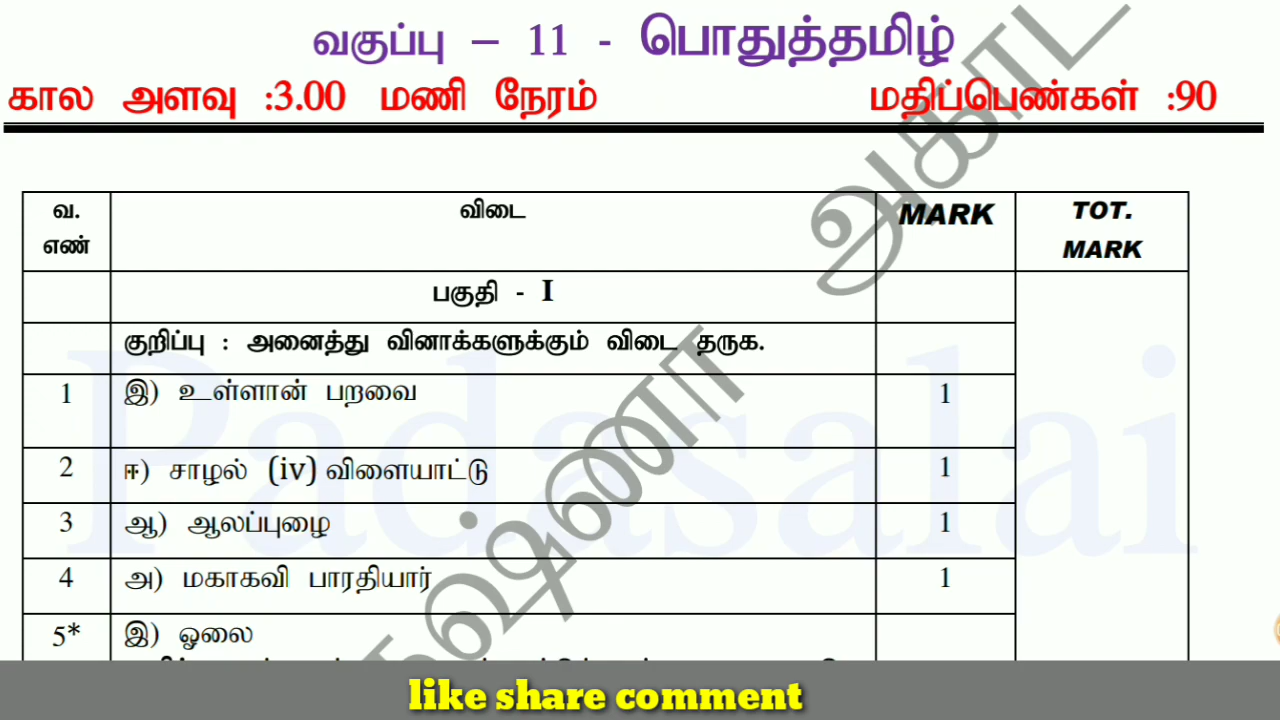 வகுப்பு – 11 - பொதுத்தமிழ்
கால அளவு :3.00 மணி நேரம் மதிப்பெண்கள் :90
வ. எண் விடை MARK TOT. MARK
பகுதி - I
குறிப்பு : அனைத்து வினாக்களுக்கும் விடை தருக.
1 இ) உள்ளான் பறவை 1
2 ஈ) சாழல் (iv) விளையாட்டு 1
3 ஆ) ஆலப்புழை 1
4 அ) மகாகவி பாரதியார் 1
5* இ) ஓலை
like share comment
Padasalai